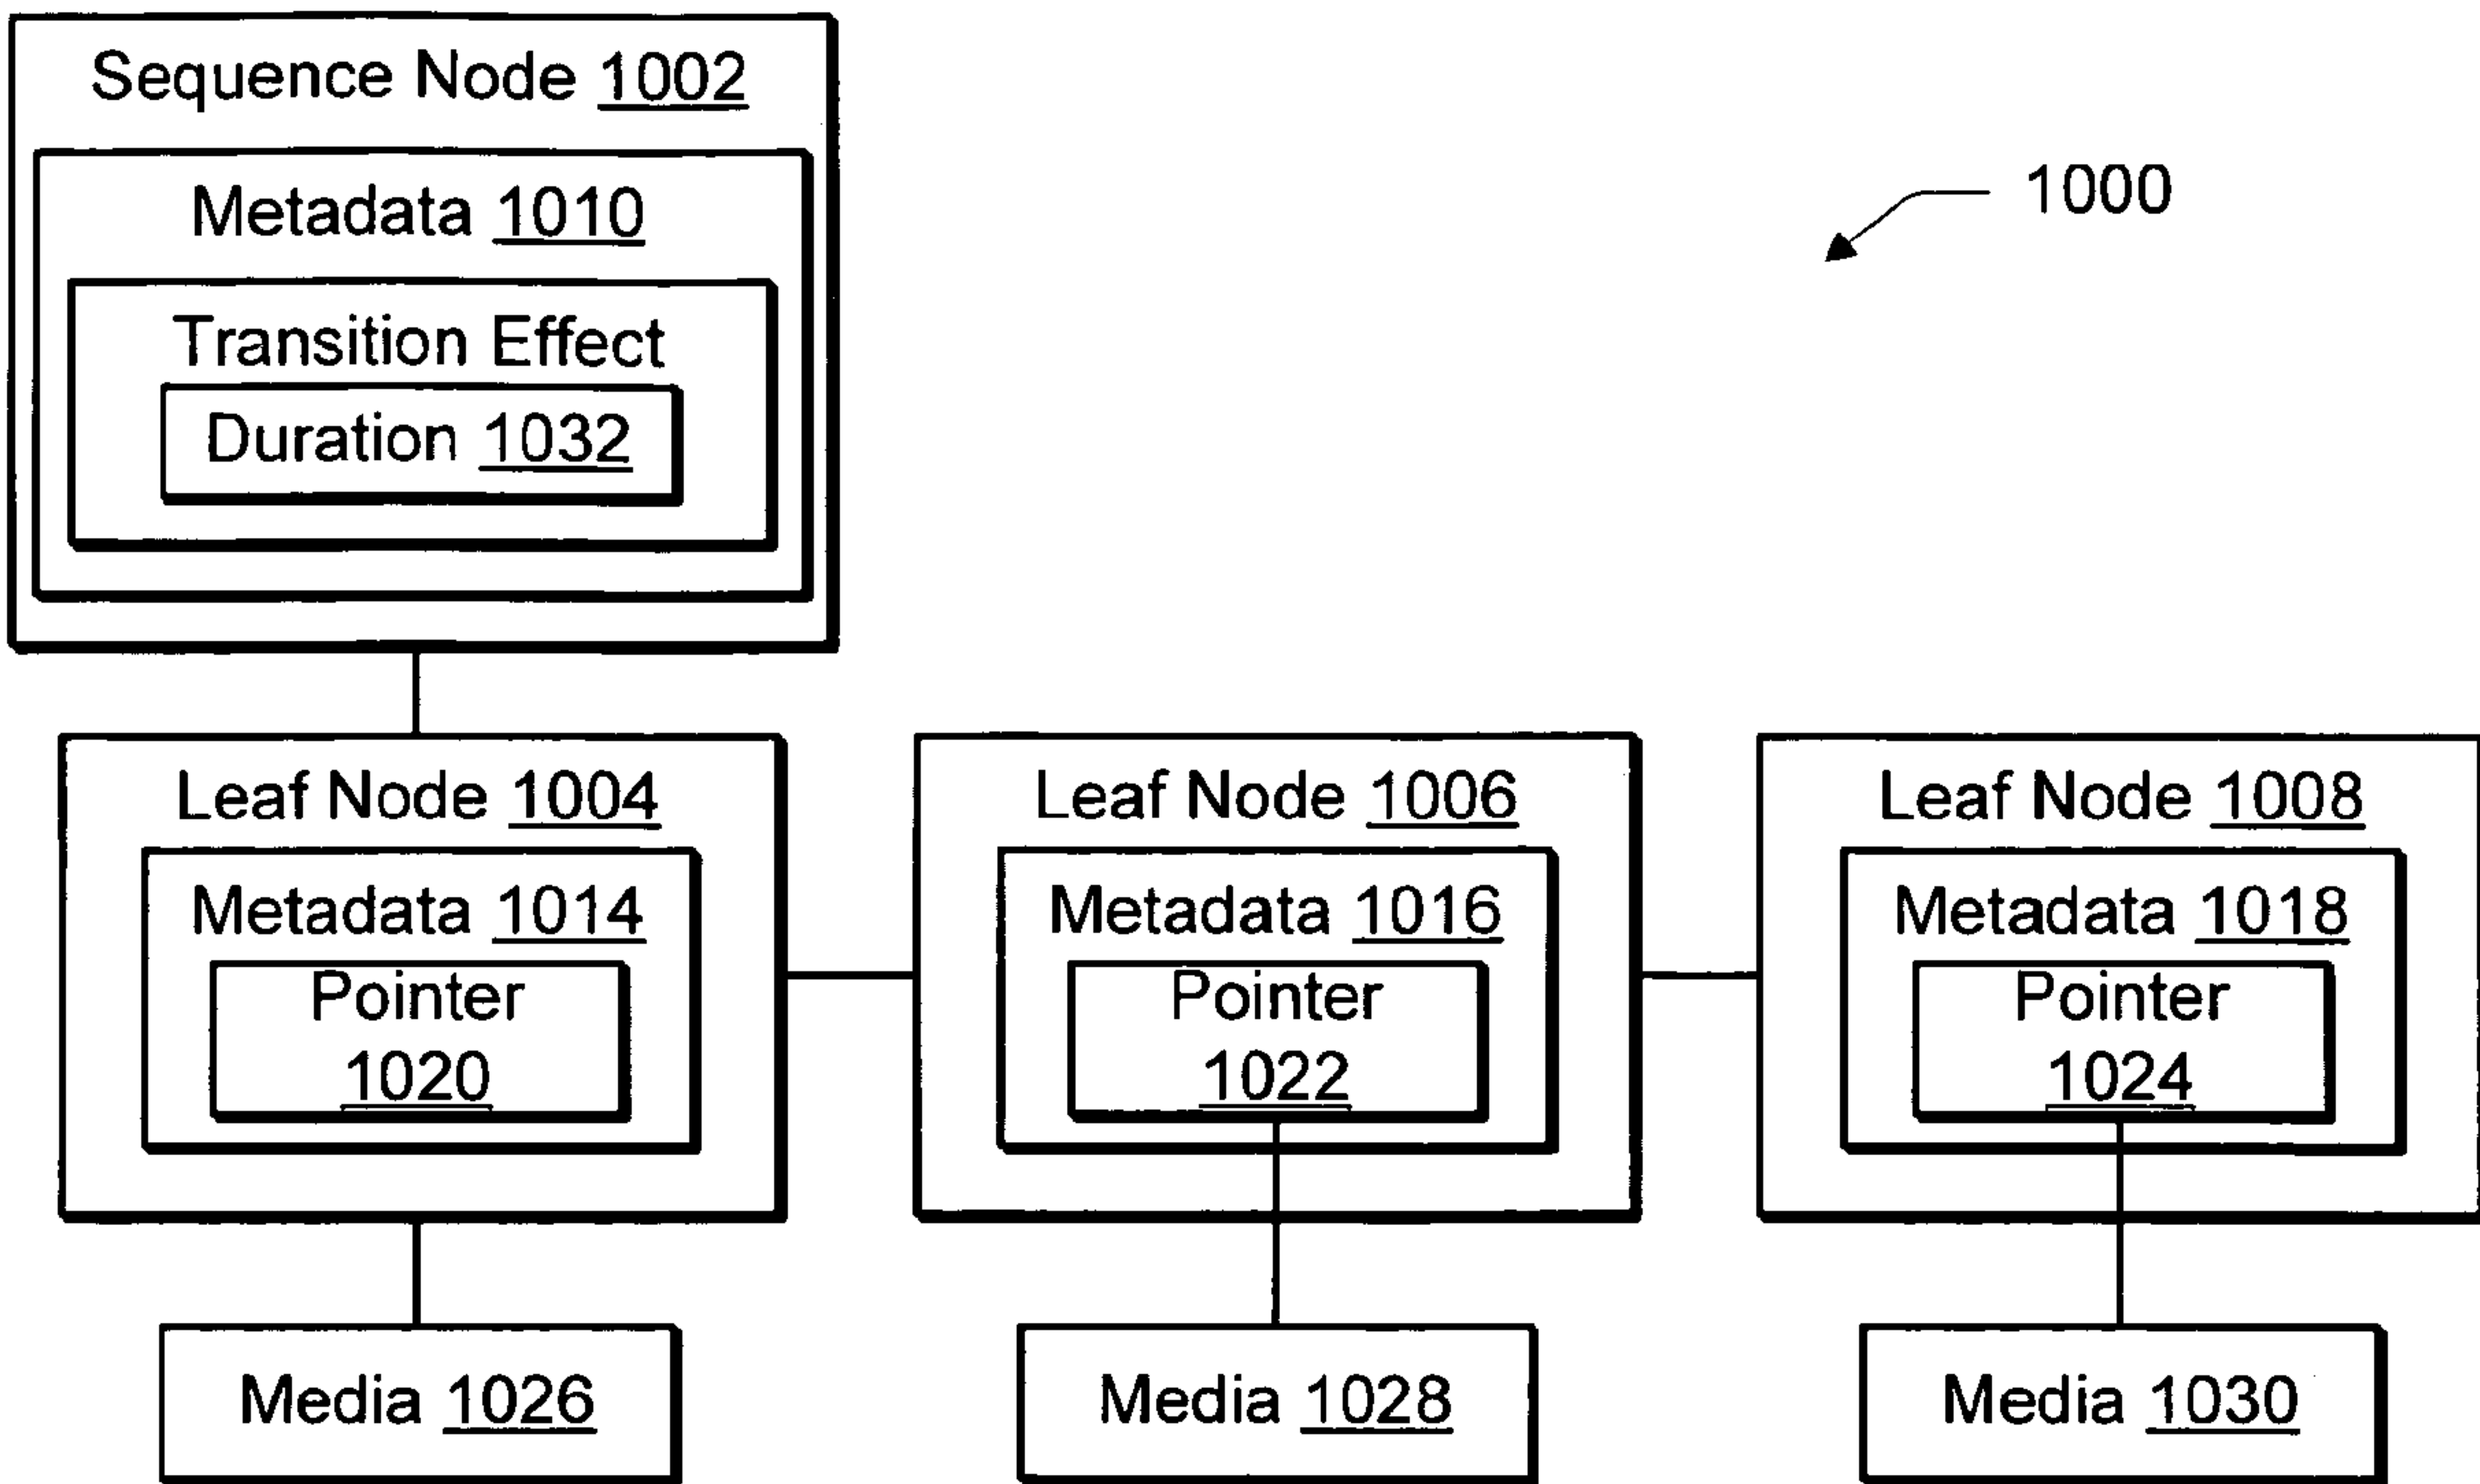 Sequence Node 1002
Metadata 1010
1000
Transition Effect
Duration 1032
Leaf Node 1004
Metadata 1014
Pointer
1020
Leaf Node 1006
Metadata 1016
Pointer
1022
Leaf Node 1008
Metadata 1018
Pointer
1024
Media 1026
Media 1028
Media 1030